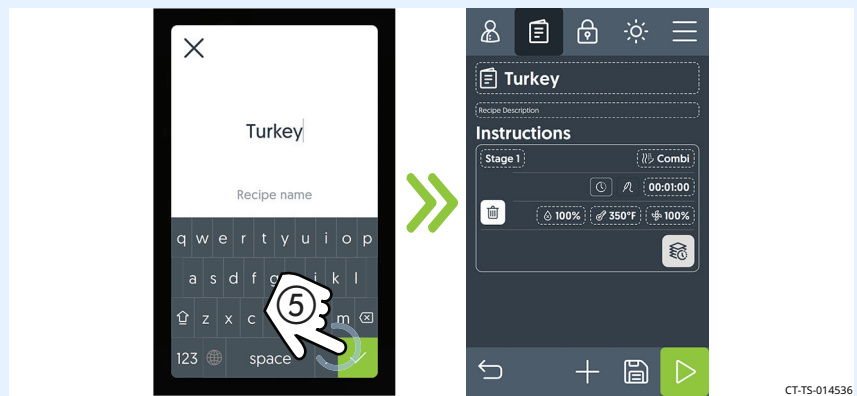 Turkey
Recipe name
q w e r t y u i o p
a s d f g j k l
z x c m
123 space .
5
Turkey
Recipe Description
Instructions
Stage 1 Combi
00:01:00
100% 350°F 100%
CT-TS-014536